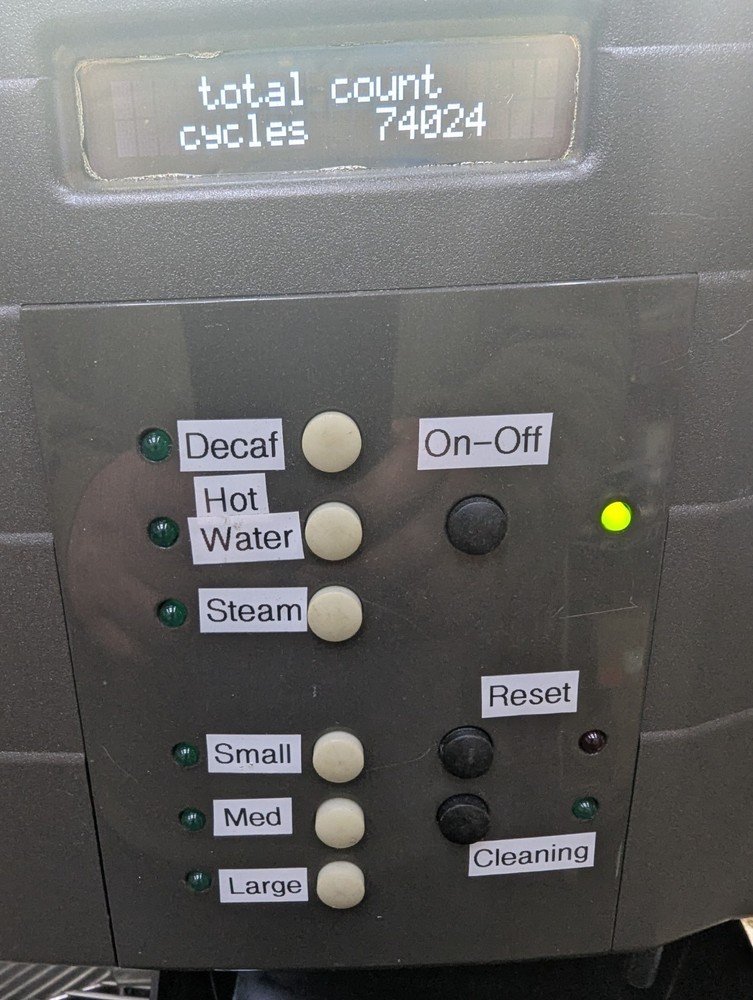 total count
cycles 74024
Decaf
On-Off
Hot
Water
Steam
Reset
Small
Med
Cleaning
Large